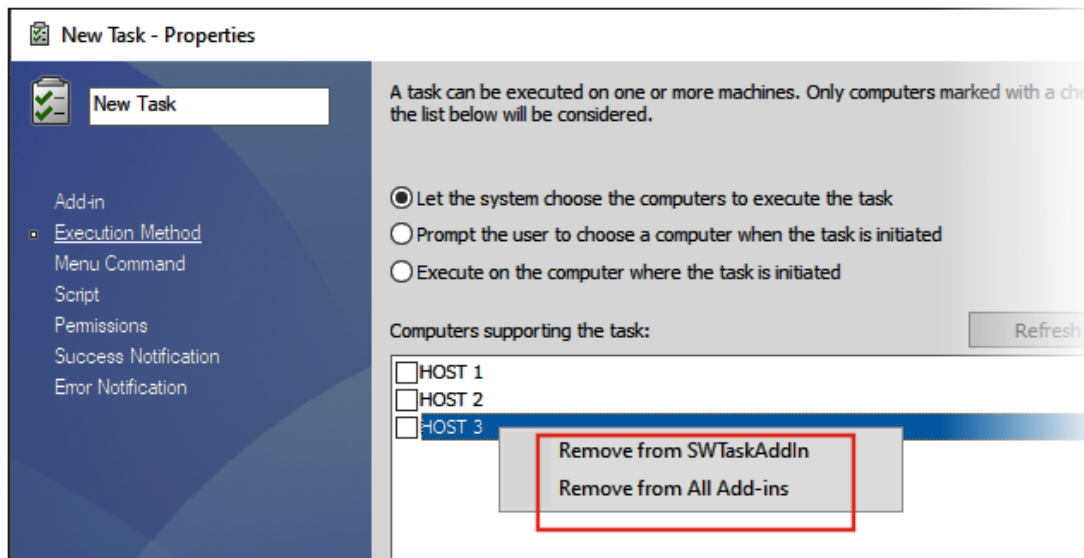 New Task - Properties
New Task
Add-in
Execution Method
Menu Command
Script
Permissions
Success Notification
Error Notification
A task can be executed on one or more machines. Only computers marked with a
the list below will be considered.
Let the system choose the computers to execute the task
Prompt the user to choose a computer when the task is initiated
Execute on the computer where the task is initiated
Computers supporting the task:
Refresh
HOST 1
HOST 2
HOST 3
Remove from SWTaskAddIn
Remove from All Add-ins